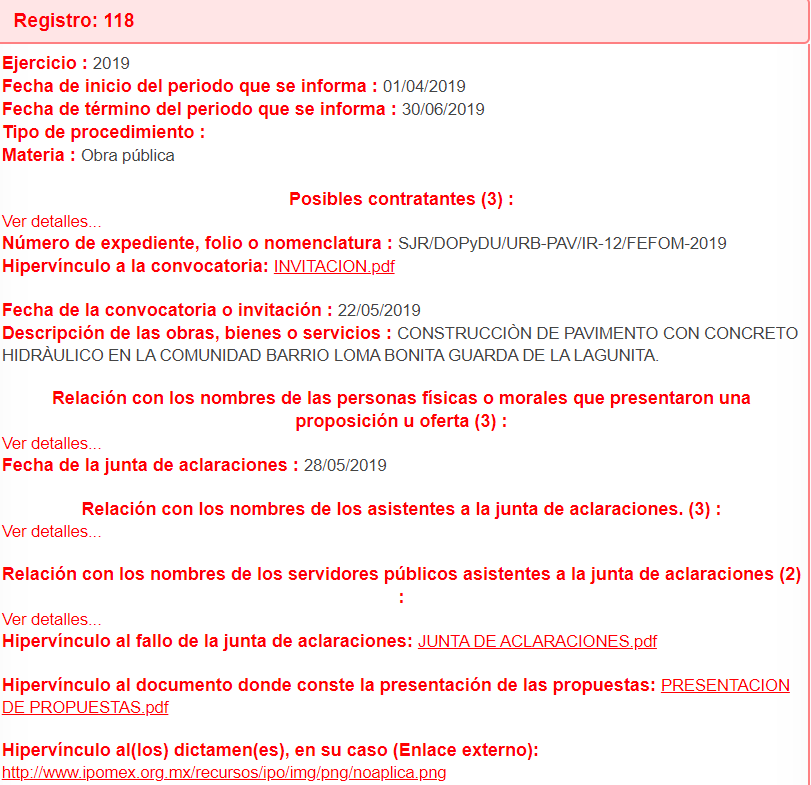 Registro: 118
Ejercicio : 2019
Fecha de inicio del periodo que se informa : 01/04/2019
Fecha de término del periodo que se informa : 30/06/2019
Tipo de procedimiento :
Materia : Obra pública
Posibles contratantes (3) :
Ver detalles...
Número de expediente, folio o nomenclatura : SJR/DOPyDU/URB-PAV/IR-12/FEFOM-2019
Hipervínculo a la convocatoria: INVITACION.pdf
Fecha de la convocatoria o invitación : 22/05/2019
Descripción de las obras, bienes o servicios : CONSTRUCCIÒN DE PAVIMENTO CON CONCRETO
HIDRÀULICO EN LA COMUNIDAD BARRIO LOMA BONITA GUARDA DE LA LAGUNITA.
Relación con los nombres de las personas físicas o morales que presentaron una
proposición u oferta (3) :
Ver detalles...
Fecha de la junta de aclaraciones : 28/05/2019
Relación con los nombres de los asistentes a la junta de aclaraciones. (3) :
Ver detalles...
Relación con los nombres de los servidores públicos asistentes a la junta de aclaraciones (2)
:
Ver detalles...
Hipervínculo al fallo de la junta de aclaraciones: JUNTA DE ACLARACIONES.pdf
Hipervínculo al documento donde conste la presentación de las propuestas: PRESENTACION
DE PROPUESTAS.pdf
Hipervínculo al(los) dictamen(es), en su caso (Enlace externo):
http://www.ipomex.org.mx/recursos/ipo/img/png/noaplica.png